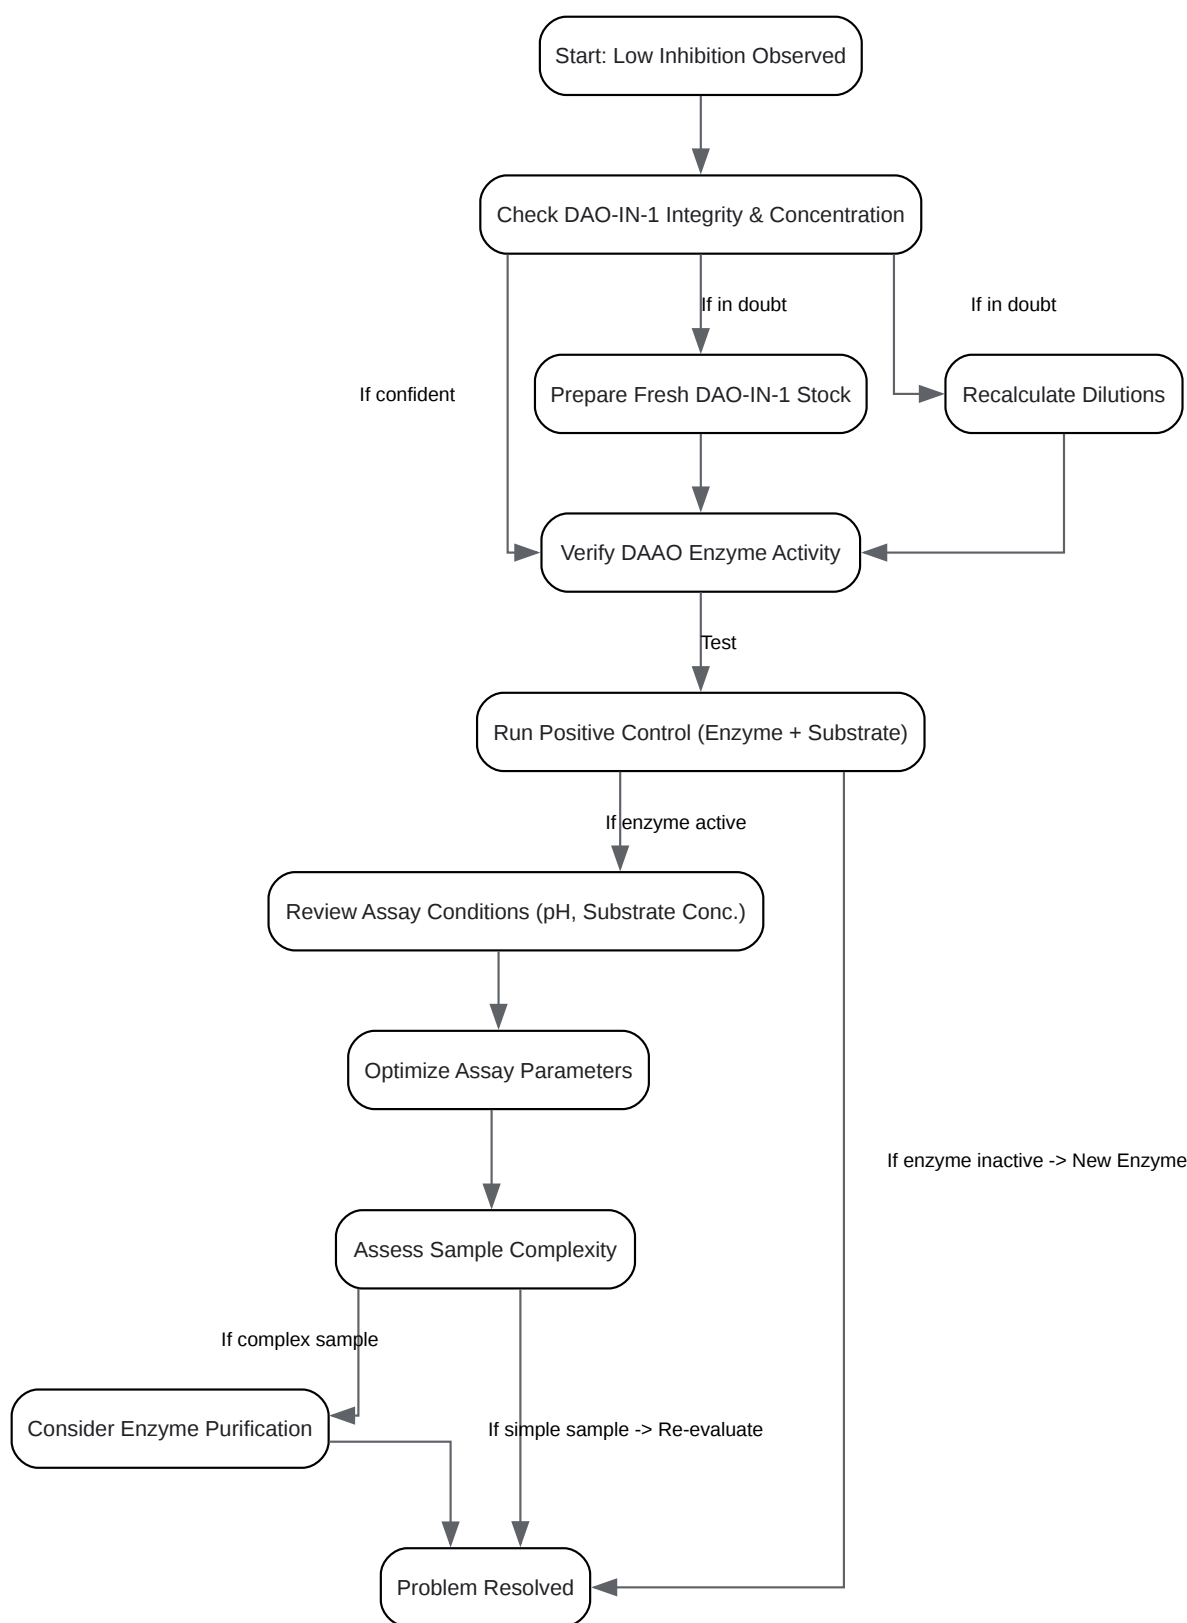 Start: Low Inhibition Observed
Check DAO-IN-1 Integrity & Concentration
If in doubt
If in doubt
If confident
Prepare Fresh DAO-IN-1 Stock
Recalculate Dilutions
Verify DAAO Enzyme Activity
Test
Run Positive Control (Enzyme + Substrate)
If enzyme active
Review Assay Conditions (pH, Substrate Conc.)
Optimize Assay Parameters
If enzyme inactive -> New Enzyme
Assess Sample Complexity
If complex sample
Consider Enzyme Purification
If simple sample -> Re-evaluate
Problem Resolved